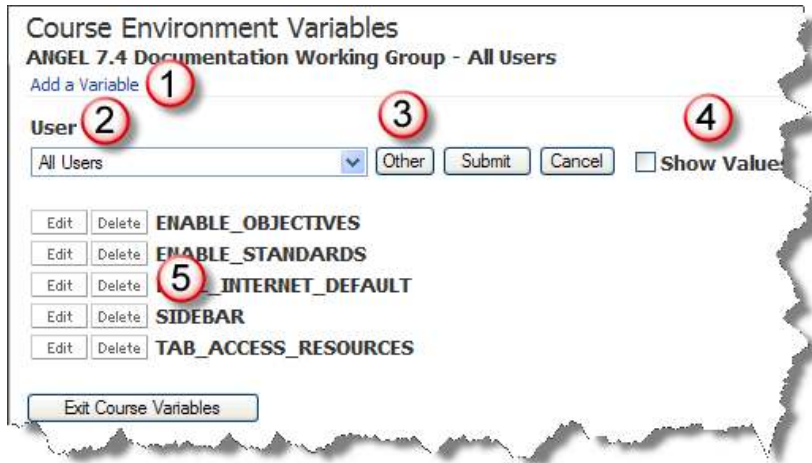 Course Environment Variables
ANGEL 7.4 Documentation Working Group - All Users
Add a Variable 1
User 2 3 4
All Users Other Submit Cancel Show Values
Edit Delete ENABLE_OBJECTIVES
Edit Delete ENABLE_STANDARDS
Edit Delete 5 _INTERNET_DEFAULT
Edit Delete SIDEBAR
Edit Delete TAB_ACCESS_RESOURCES
Exit Course Variables